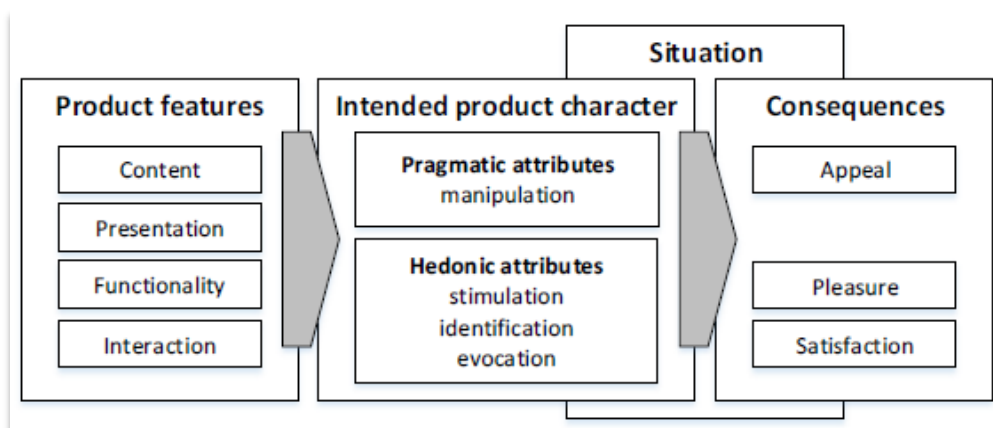 Situation
Product features
Content
Presentation
Functionality
Interaction
Intended product character
Pragmatic attributes
manipulation
Hedonic attributes
stimulation
identification
evocation
Consequences
Appeal
Pleasure
Satisfaction